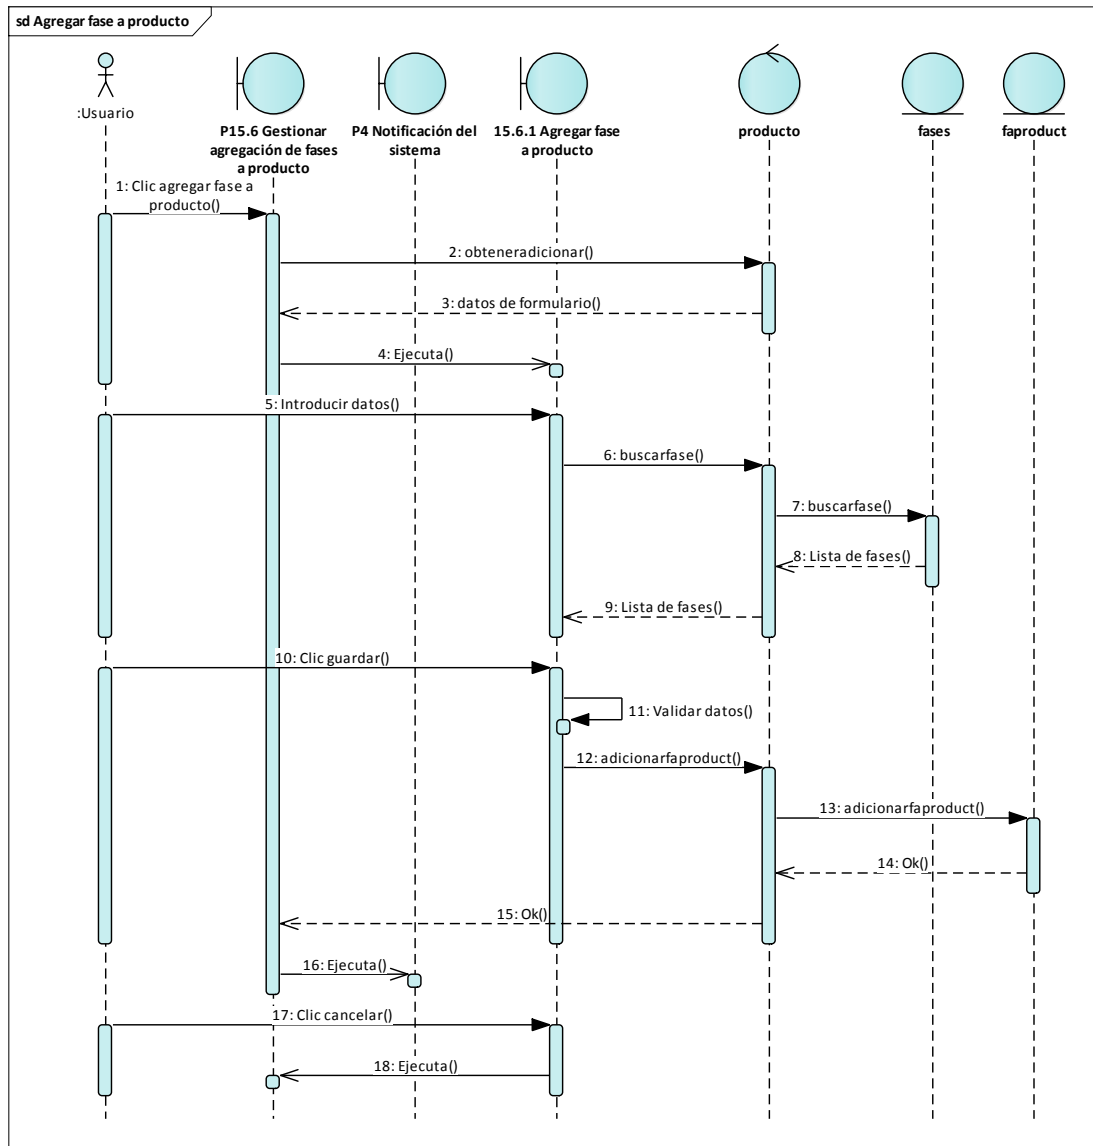 sd Agregar fase a producto
:Usuario
P15.6 Gestionar
agregación de fases
a producto
P4 Notificación del
sistema
15.6.1 Agregar fase
a producto
producto
fases
faproduct
1: Clic agregar fase a
producto()
2: obteneradicionar()
3: datos de formulario()
4: Ejecuta()
5: Introducir datos()
6: buscarfase()
7: buscarfase()
8: Lista de fases()
9: Lista de fases()
10: Clic guardar()
11: Validar datos()
12: adicionarfaproduct()
13: adicionarfaproduct()
14: Ok()
15: Ok()
16: Ejecuta()
17: Clic cancelar()
18: Ejecuta()